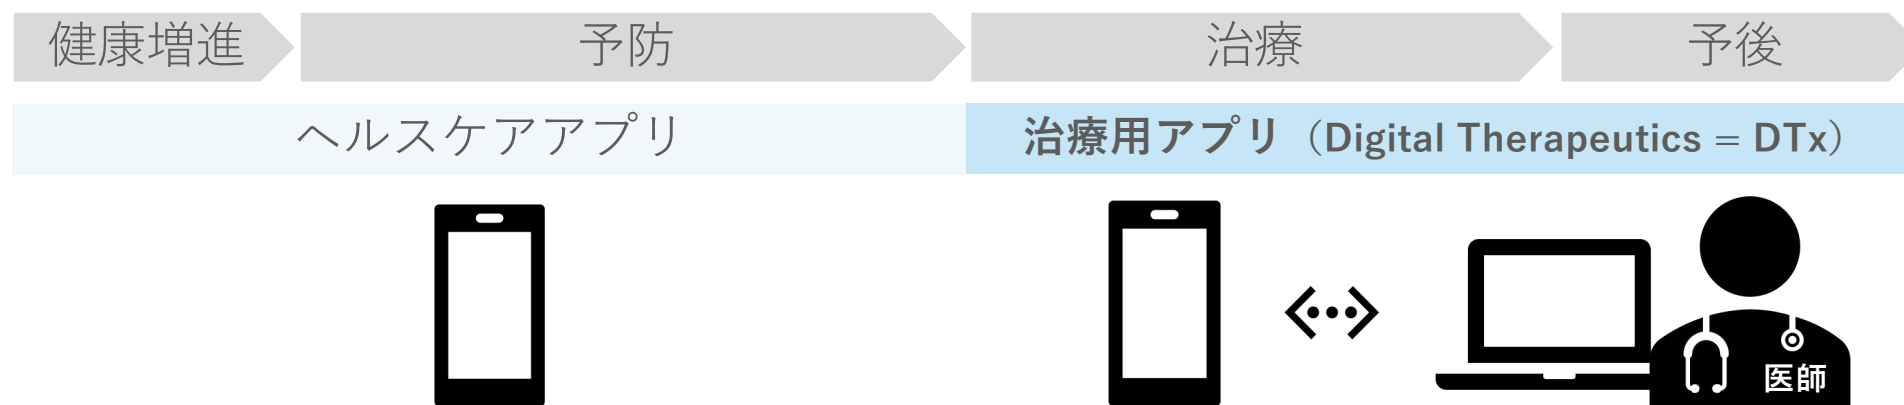 健康増進 予防 治療 予後
ヘルスケアアプリ 治療用アプリ（Digital Therapeutics = DTx）
医師